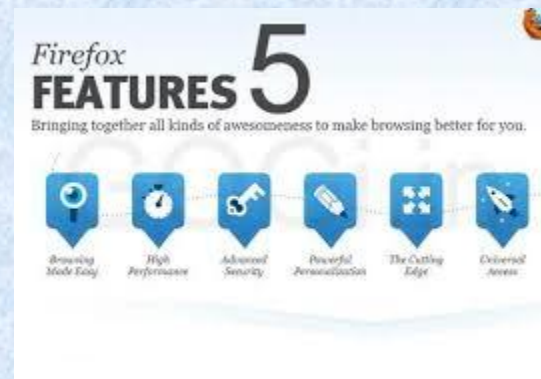 Firefox
FEATURES 5
Bringing together all kinds of awesomeness to make browsing better for you.
Browsing Made Easy
High Performance
Advanced Security
Powerful Personalization
The Cutting Edge
Universal Access